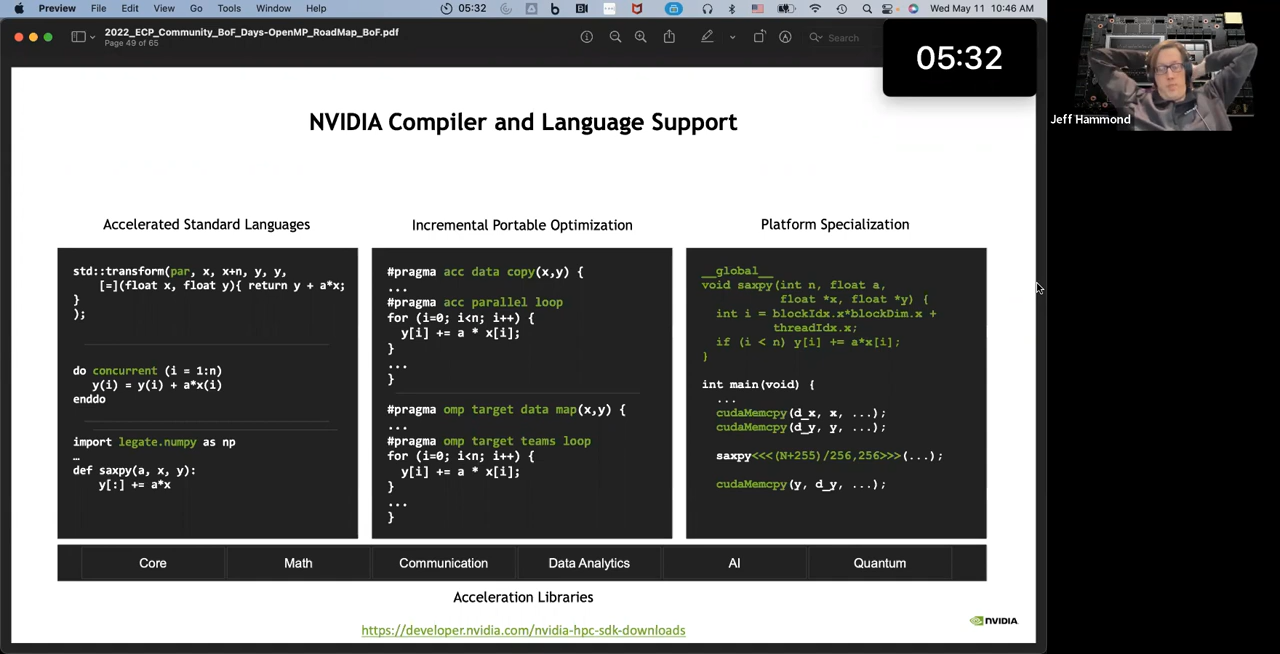 Preview File Edit View Go Tools Window Help 05:32 Wed May 11 10:46 AM
2022_ECP_Community_BoF_Days-OpenMP_RoadMap_BoF.pdf
Page 49 of 65
Search
05:32
Jeff Hammond
NVIDIA Compiler and Language Support
Accelerated Standard Languages
std::transform(par, x, x+n, y, y,
[=](float x, float y){ return y + a*x;
}
);
do concurrent (i = 1:n)
y(i) = y(i) + a*x(i)
enddo
import legate.numpy as np
…
def saxpy(a, x, y):
y[:] += a*x
Incremental Portable Optimization
#pragma acc data copy(x,y) {
...
#pragma acc parallel loop
for (i=0; i<n; i++) {
y[i] += a * x[i];
}
...
}
#pragma omp target data map(x,y) {
...
#pragma omp target teams loop
for (i=0; i<n; i++) {
y[i] += a * x[i];
}
...
}
Platform Specialization
__global__
void saxpy(int n, float a,
float *x, float *y) {
int i = blockIdx.x*blockDim.x +
threadIdx.x;
if (i < n) y[i] += a*x[i];
}
int main(void) {
...
cudaMemcpy(d_x, x, ...);
cudaMemcpy(d_y, y, ...);
saxpy<<<(N+255)/256,256>>>(...);
cudaMemcpy(y, d_y, ...);
Core Math Communication Data Analytics AI Quantum
Acceleration Libraries
https://developer.nvidia.com/nvidia-hpc-sdk-downloads
NVIDIA.